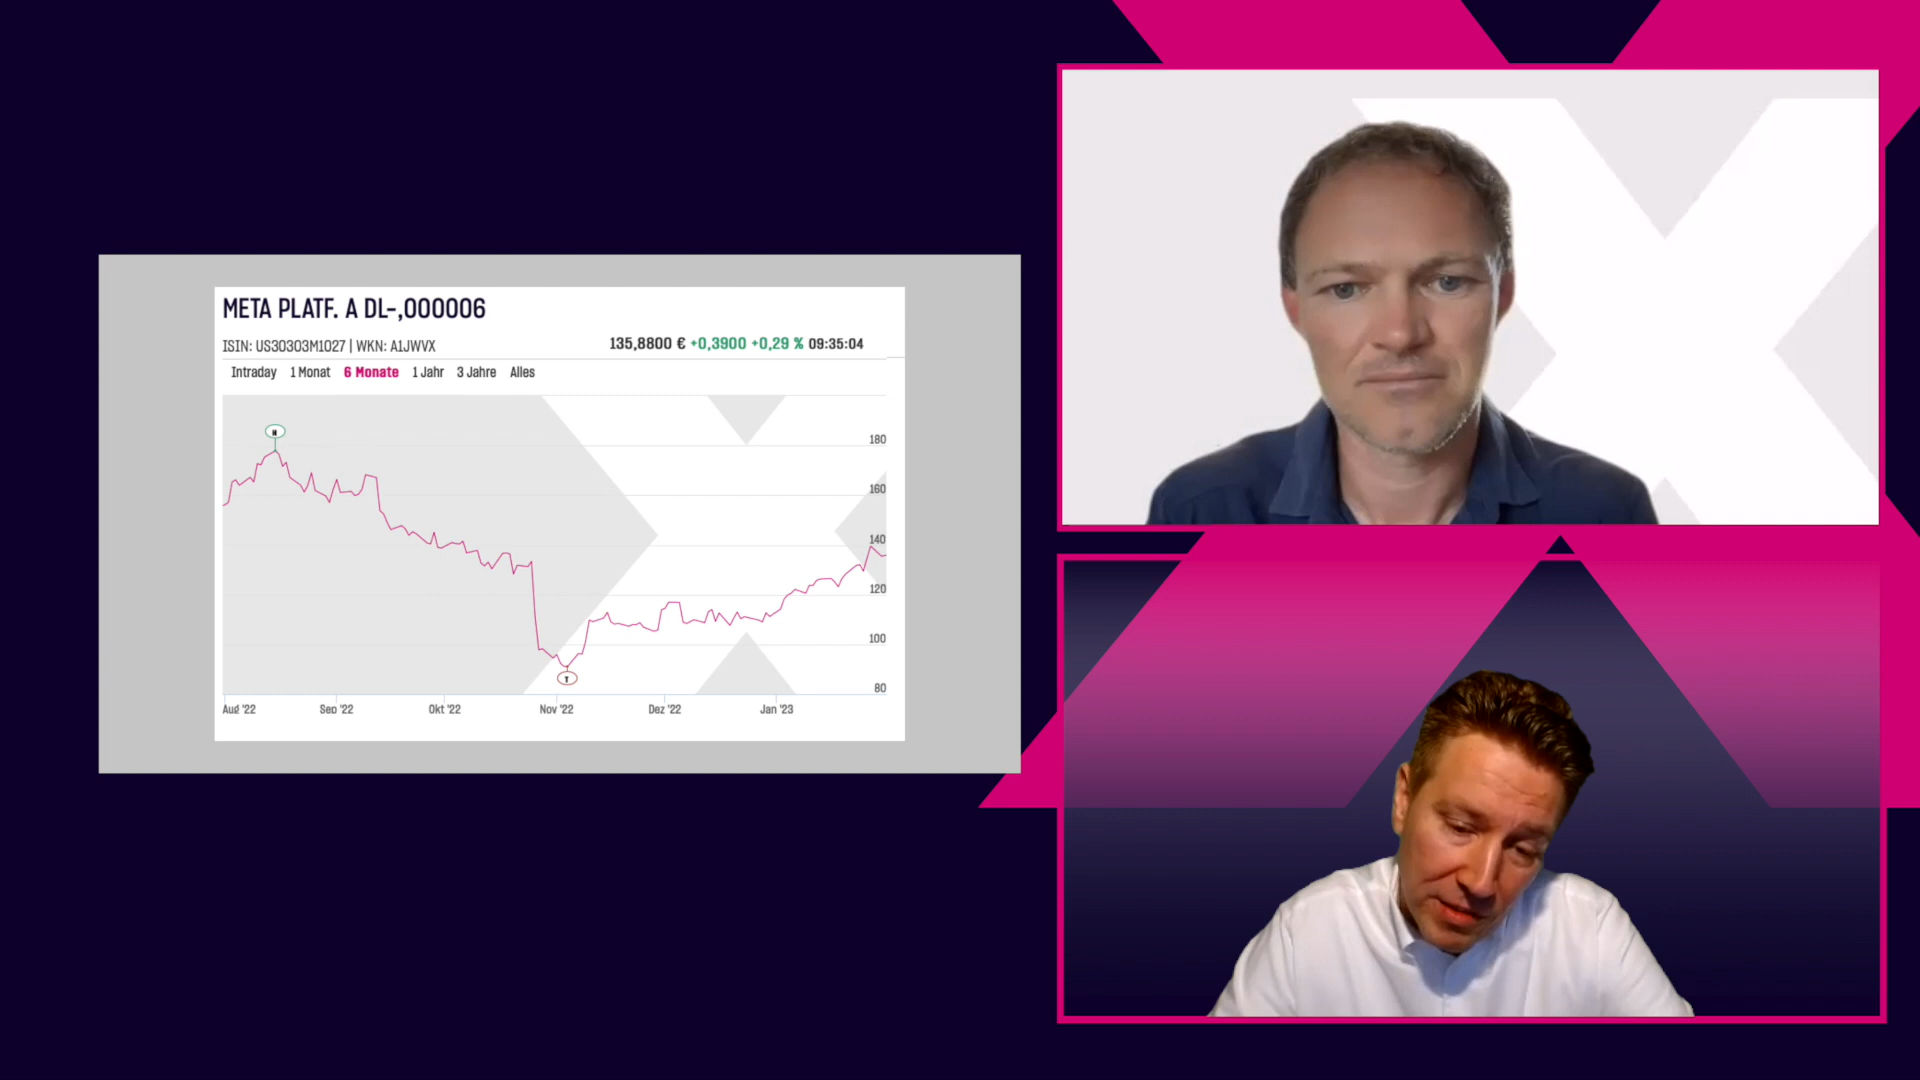 META PLATF. A DL-,000006
ISIN: US30303M1027 | WKN: A1JWVX
135,8800 € +0,3900 +0,29 % 09:35:04
Intraday 1 Monat 6 Monate 1 Jahr 3 Jahre Alles
H
180
160
140
120
100
T
80
Aug '22 Sep '22 Okt '22 Nov '22 Dez '22 Jan '23